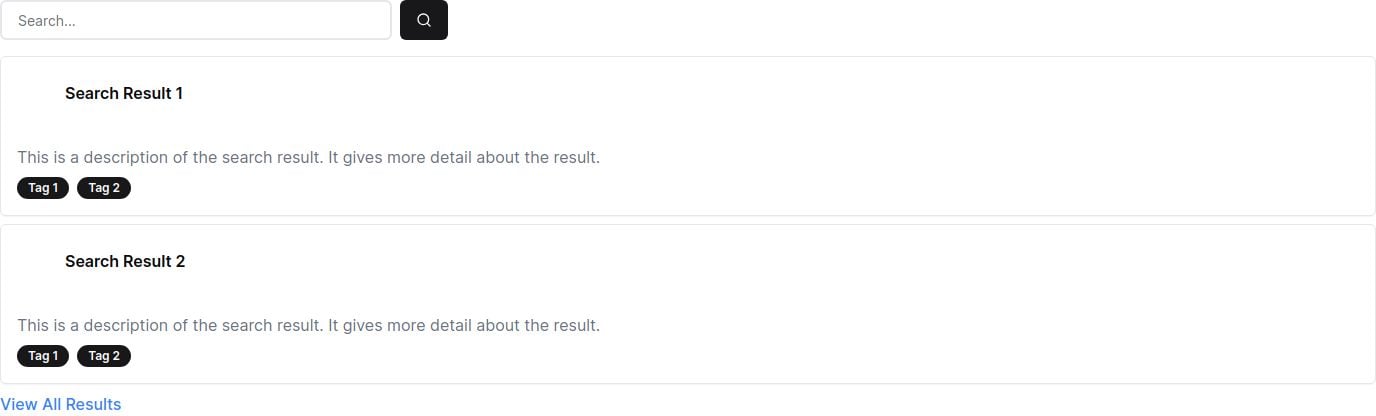 Search...
Search Result 1
This is a description of the search result. It gives more detail about the result.
Tag 1 Tag 2
Search Result 2
This is a description of the search result. It gives more detail about the result.
Tag 1 Tag 2
View All Results